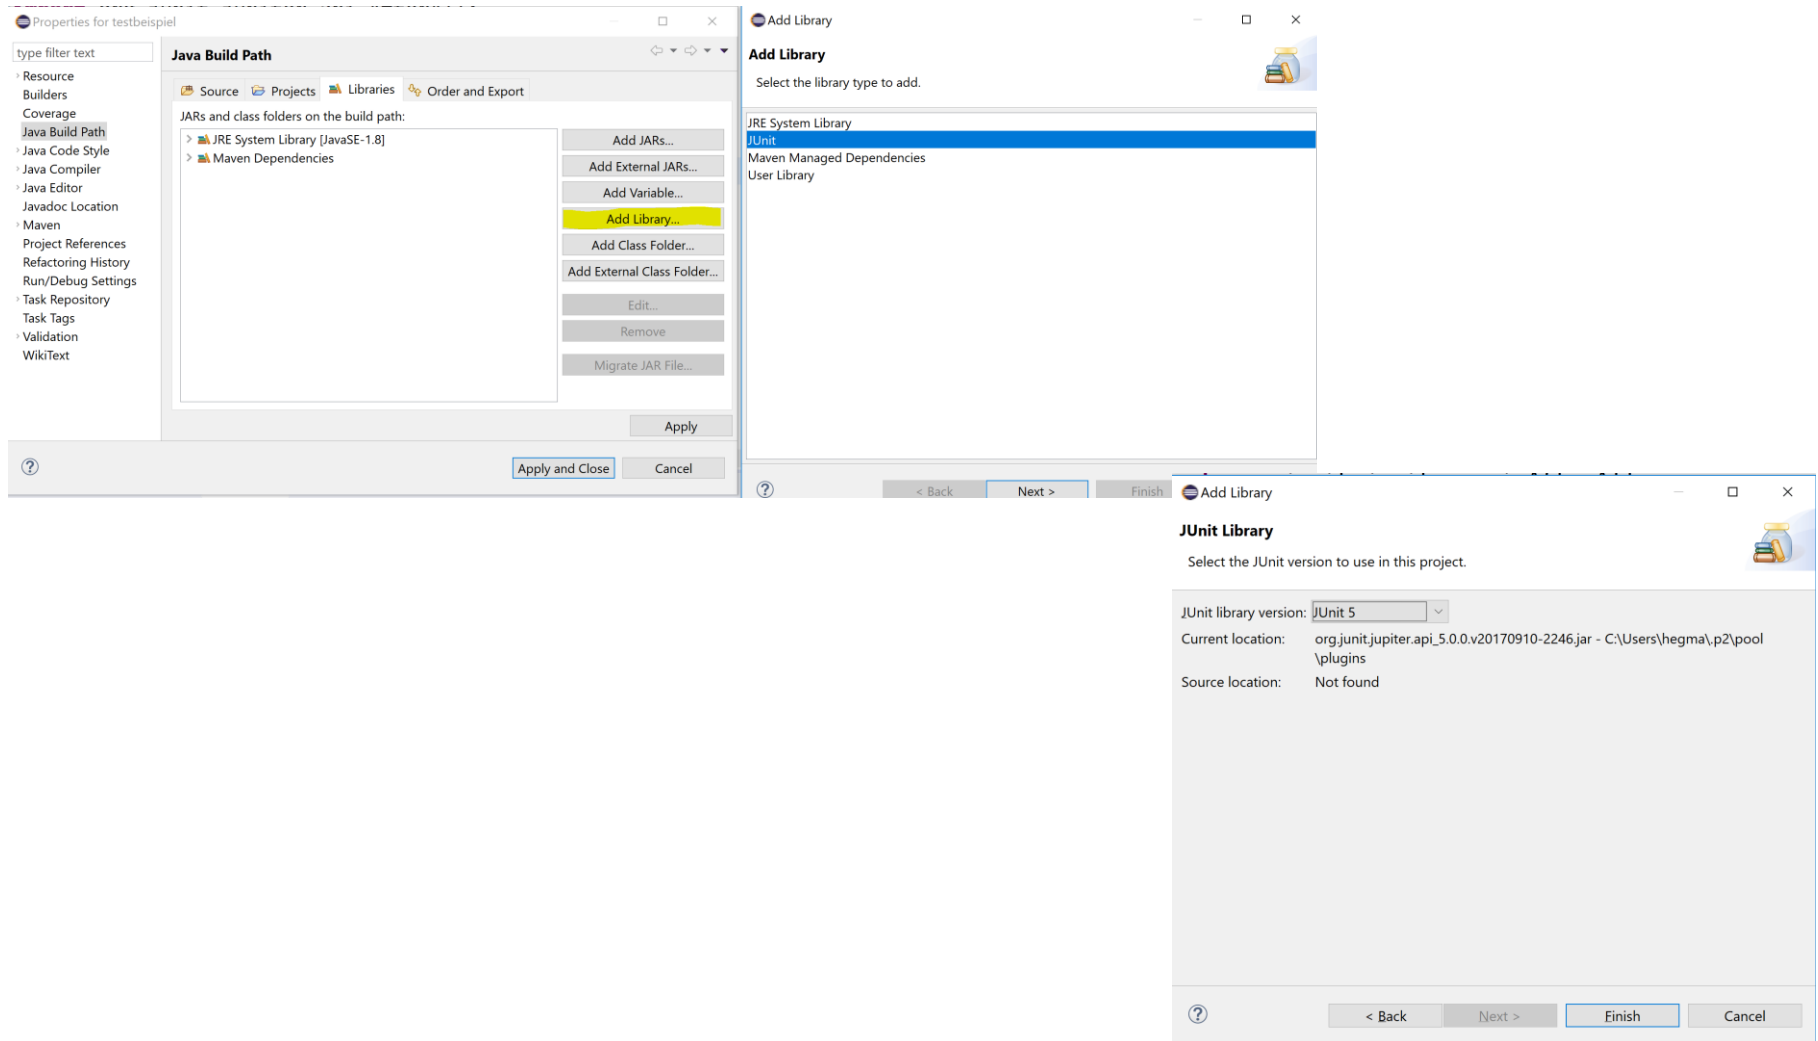 Properties for testbeispiel
type filter text
Resource
Builders
Coverage
Java Build Path
Java Code Style
Java Compiler
Java Editor
Javadoc Location
Maven
Project References
Refactoring History
Run/Debug Settings
Task Repository
Task Tags
Validation
WikiText
Java Build Path
Source
Projects
Libraries
Order and Export
JARs and class folders on the build path:
JRE System Library [JavaSE-1.8]
Maven Dependencies
Add JARs...
Add External JARs...
Add Variable...
Add Library...
Add Class Folder...
Add External Class Folder...
Edit...
Remove
Migrate JAR File...
Apply
Apply and Close
Cancel
Add Library
Add Library
Select the library type to add.
JRE System Library
JUnit
Maven Managed Dependencies
User Library
< Back
Next >
Finish
Add Library
JUnit Library
Select the JUnit version to use in this project.
JUnit library version: JUnit 5
Current location: org.junit.jupiter.api_5.0.0.v20170910-2246.jar - C:\Users\hegma\.p2\pool
\plugins
Source location: Not found
< Back
Next >
Finish
Cancel